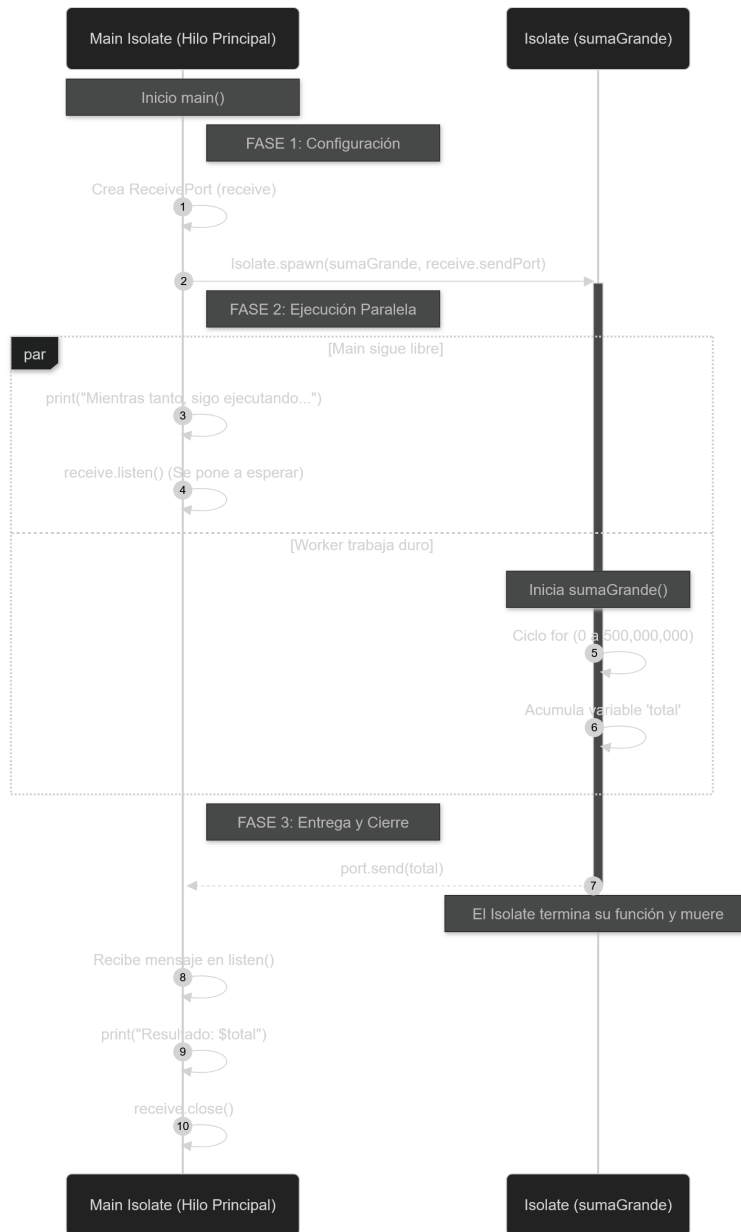 Main Isolate (Hilo Principal)
Isolate (sumaGrande)
Inicio main()
FASE 1: Configuración
Crea ReceivePort (receive)
1
Isolate.spawn(sumaGrande, receive.sendPort)
2
FASE 2: Ejecución Paralela
par
[Main sigue libre]
print("Mientras tanto, sigo ejecutando...")
3
receive.listen() (Se pone a esperar)
4
[Worker trabaja duro]
Inicia sumaGrande()
Ciclo for (0 a 500,000,000)
5
Acumula variable 'total'
6
FASE 3: Entrega y Cierre
port.send(total)
7
El Isolate termina su función y muere
Recibe mensaje en listen()
8
print("Resultado: $total")
9
receive.close()
10
Main Isolate (Hilo Principal)
Isolate (sumaGrande)